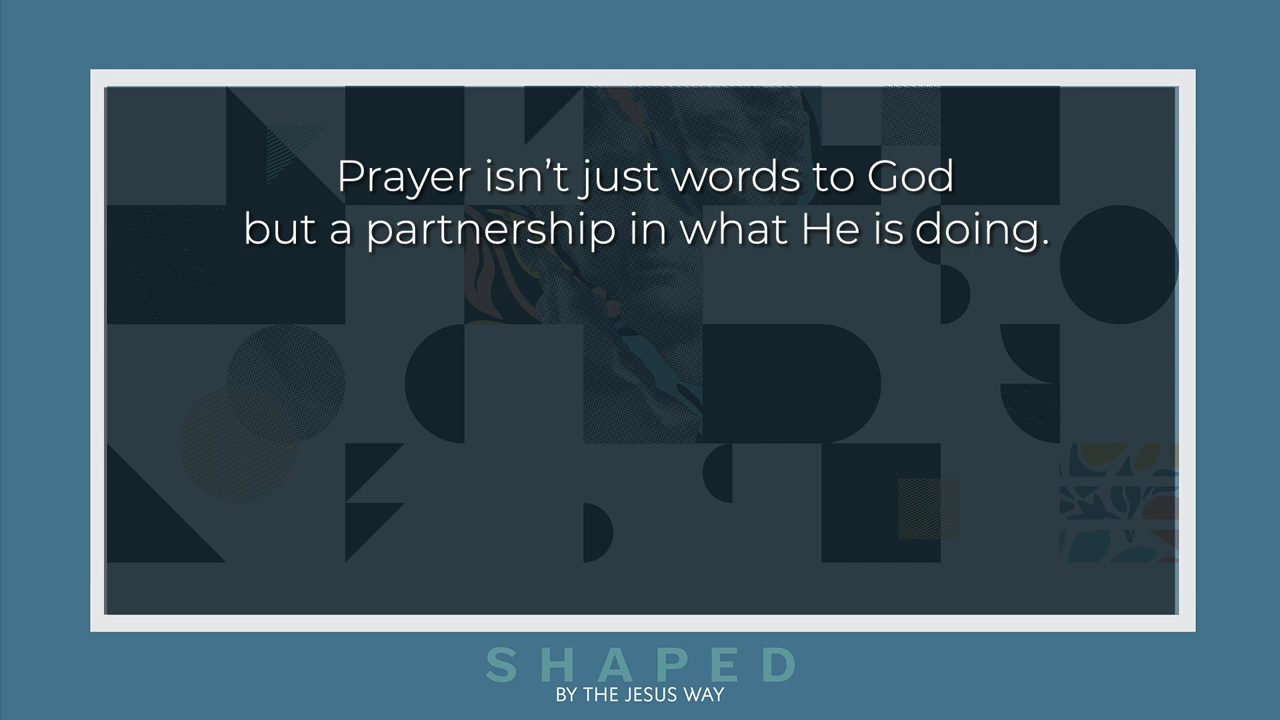 Prayer isn’t just words to God
but a partnership in what He is doing.
SHAPED
BY THE JESUS WAY